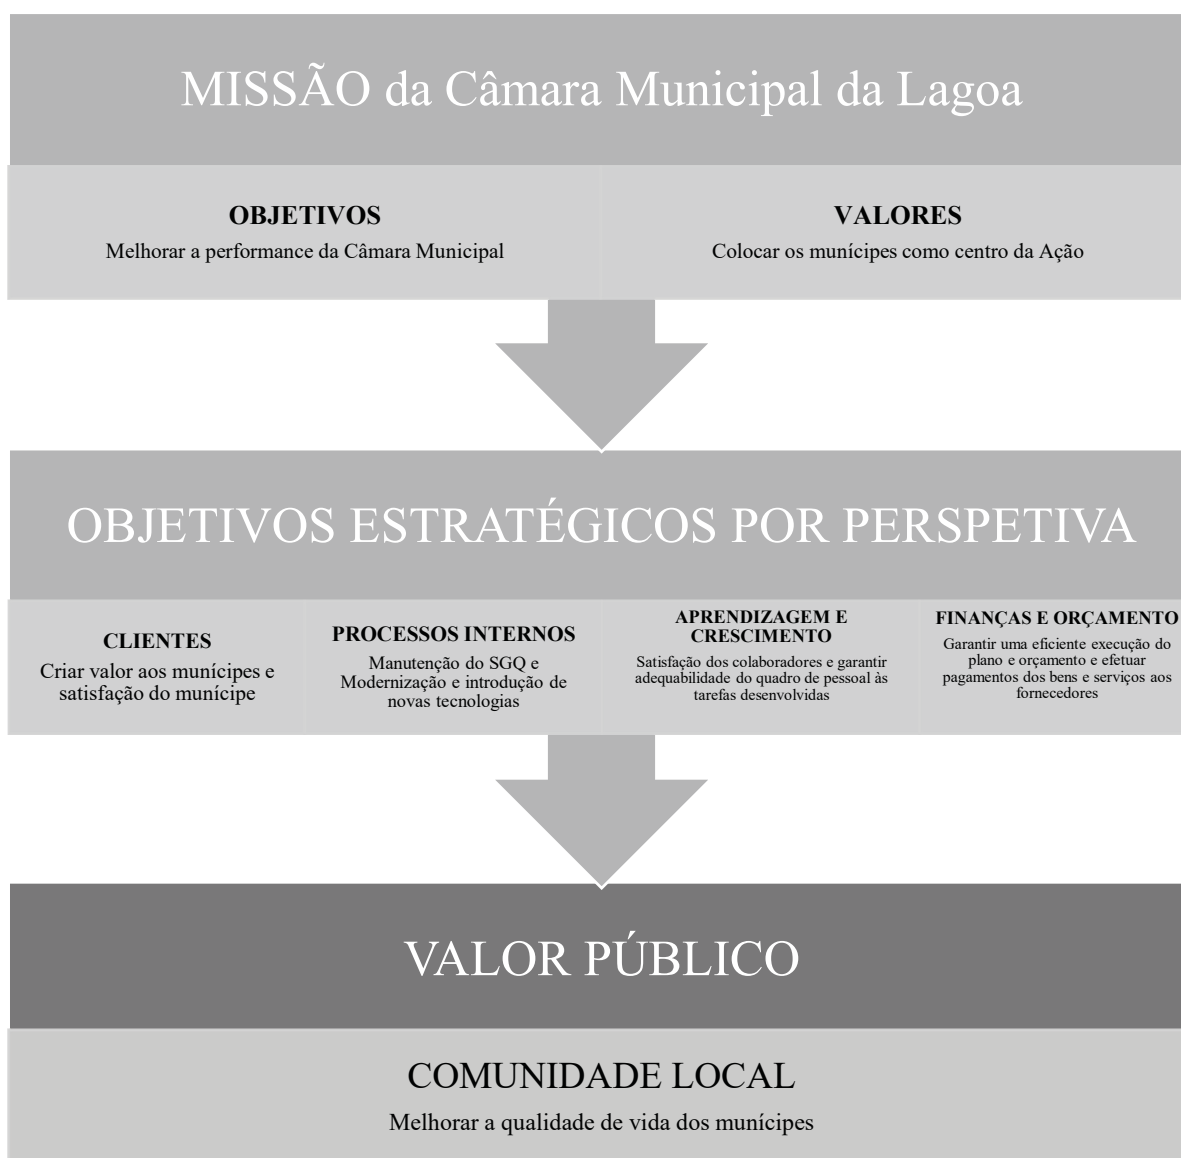 MISSÃO da Câmara Municipal da Lagoa
OBJETIVOS
Melhorar a performance da Câmara Municipal
VALORES
Colocar os munícipes como centro da Ação
OBJETIVOS ESTRATÉGICOS POR PERSPETIVA
CLIENTES
Criar valor aos munícipes e
satisfação do munícipe
PROCESSOS INTERNOS
Manutenção do SGQ e
Modernização e introdução de
novas tecnologias
APRENDIZAGEM E
CRESCIMENTO
Satisfação dos colaboradores e garantir
adequabilidade do quadro de pessoal às
tarefas desenvolvidas
FINANÇAS E ORÇAMENTO
Garantir uma eficiente execução do
plano e orçamento e efetuar
pagamentos dos bens e serviços aos
fornecedores
VALOR PÚBLICO
COMUNIDADE LOCAL
Melhorar a qualidade de vida dos munícipes